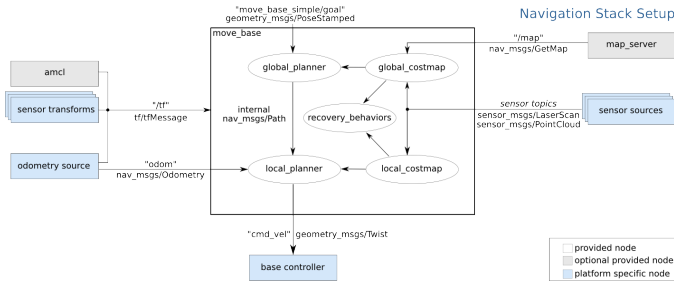 Navigation Stack Setup
"move_base_simple/goal"
geometry_msgs/PoseStamped
move_base
"/map"
nav_msgs/GetMap
map_server
global_planner
global_costmap
amcl
sensor transforms
"/tf"
tf/tfMessage
internal
nav_msgs/Path
recovery_behaviors
sensor topics
sensor_msgs/LaserScan
sensor_msgs/PointCloud
sensor sources
odometry source
"odom"
nav_msgs/Odometry
local_planner
local_costmap
"cmd_vel" geometry_msgs/Twist
base controller
provided node
optional provided node
platform specific node